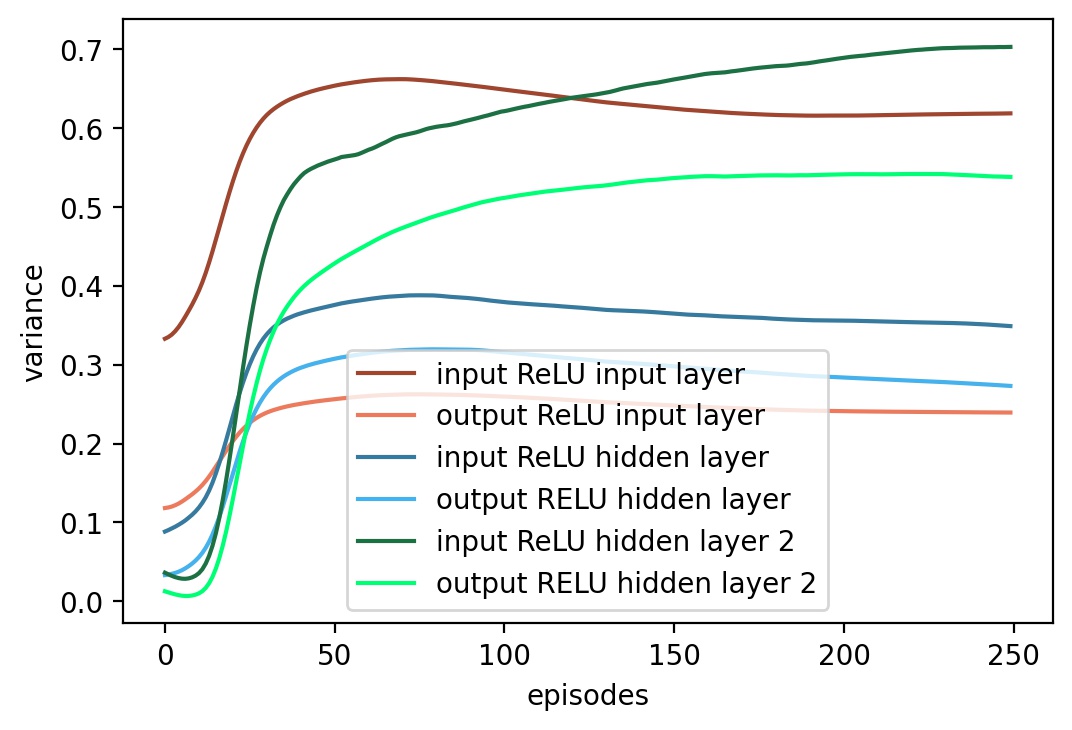 0.7
0.6
0.5
0.4
0.3
0.2
0.1
0.0
variance
input ReLU input layer
output ReLU input layer
input ReLU hidden layer
output RELU hidden layer
input ReLU hidden layer 2
output RELU hidden layer 2
0 50 100 150 200 250
episodes